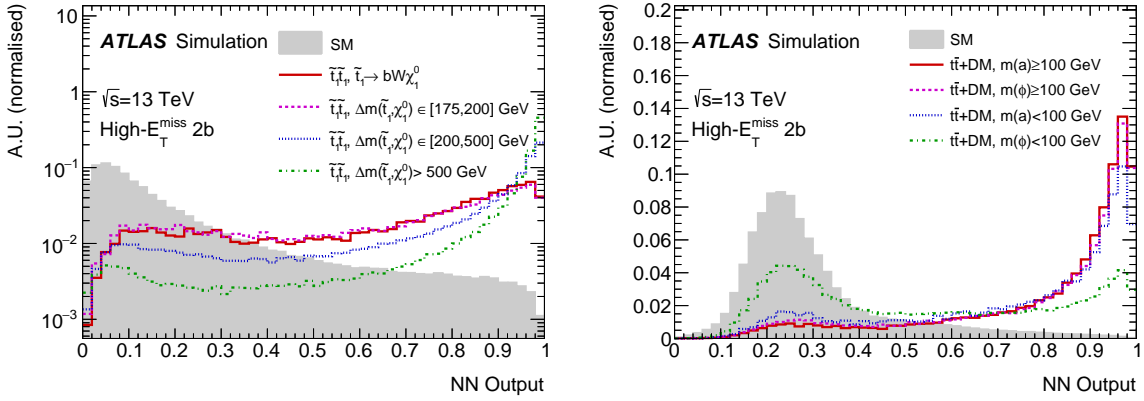 A.U. (normalised)
10
1
10⁻¹
10⁻²
10⁻³
ATLAS Simulation
√s=13 TeV
High-E_T^miss 2b
SM
t̃₁t̃₁, t̃₁→ bWχ₁⁰
t̃₁t̃₁, Δm(t̃₁,χ₁⁰) ∈ [175,200] GeV
t̃₁t̃₁, Δm(t̃₁,χ₁⁰) ∈ [200,500] GeV
t̃₁t̃₁, Δm(t̃₁,χ₁⁰)> 500 GeV
0 0.1 0.2 0.3 0.4 0.5 0.6 0.7 0.8 0.9 1
NN Output
A.U. (normalised)
0.2
0.18
0.16
0.14
0.12
0.1
0.08
0.06
0.04
0.02
0
ATLAS Simulation
√s=13 TeV
High-E_T^miss 2b
SM
tt̄+DM, m(a)≥100 GeV
tt̄+DM, m(ϕ)≥100 GeV
tt̄+DM, m(a)<100 GeV
tt̄+DM, m(ϕ)<100 GeV
0 0.1 0.2 0.3 0.4 0.5 0.6 0.7 0.8 0.9 1
NN Output